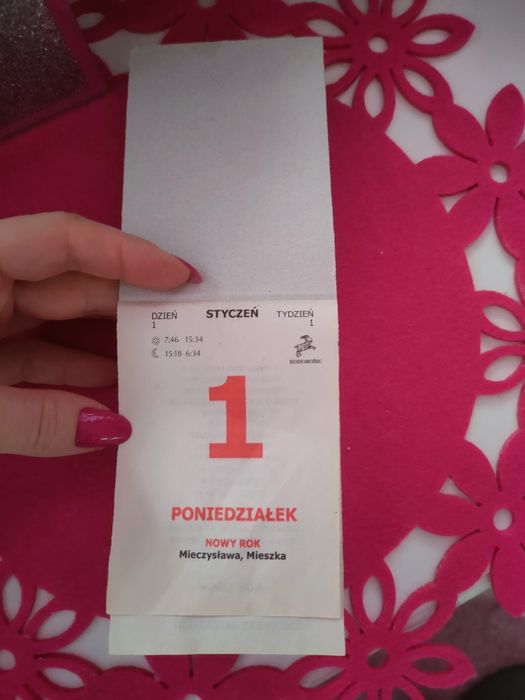 DZIEŃ STYCZEŃ TYDZIEŃ
1 1
7:46 15:34
15:18 6:34
KOZIOROŻEC
1
PONIEDZIAŁEK
NOWY ROK
Mieczysława, Mieszka